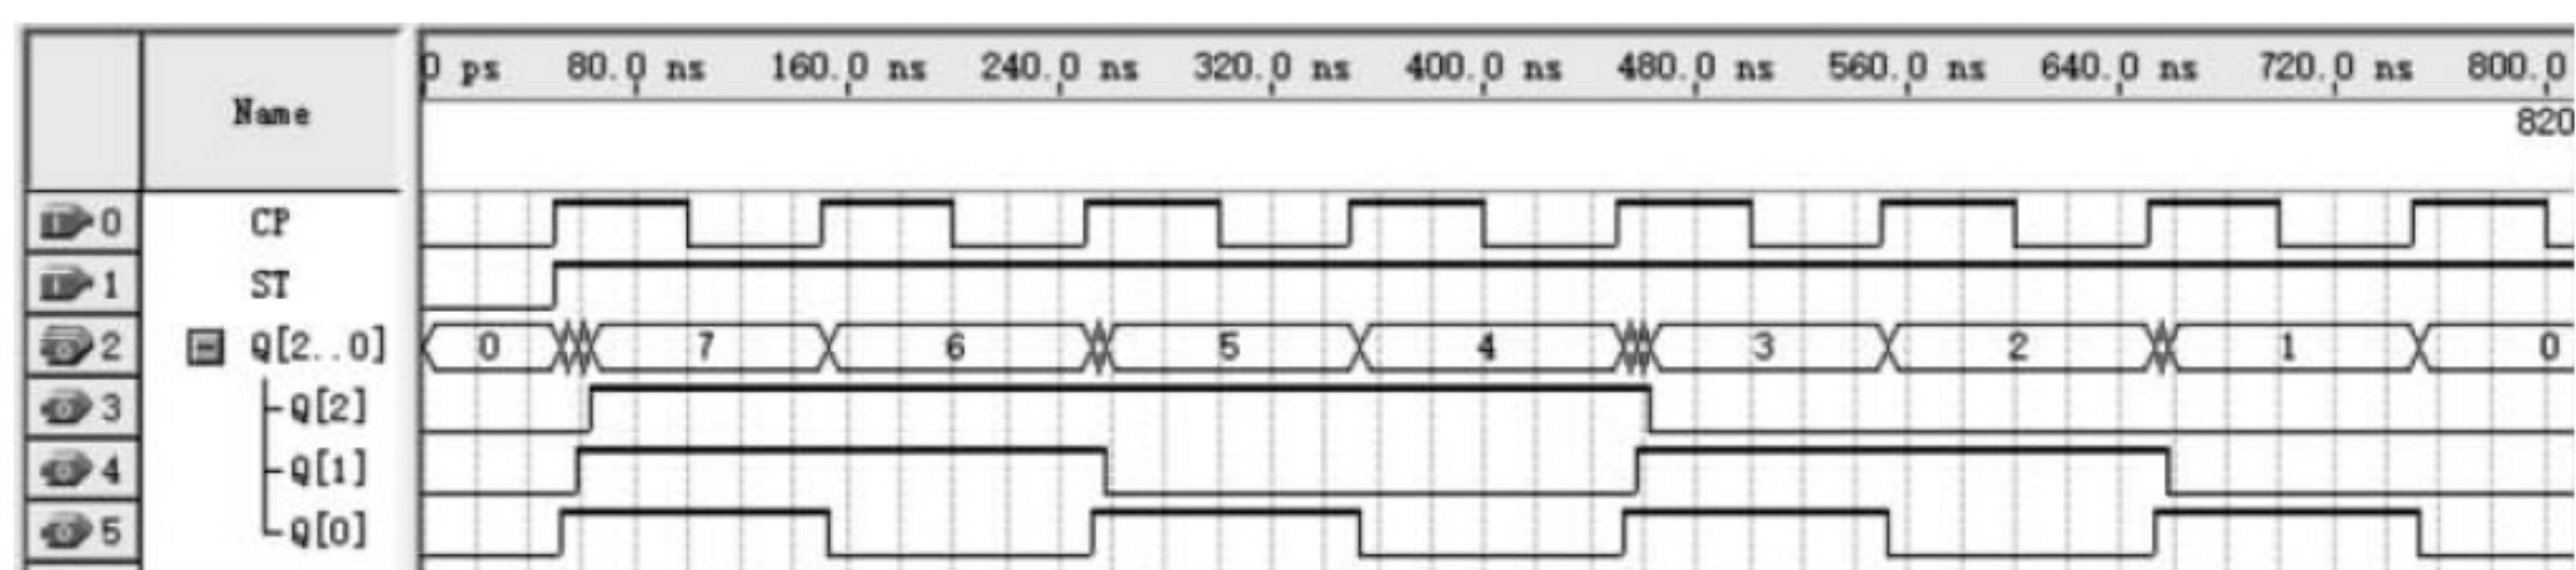 0 ps 80.0 ns 160.0 ns 240.0 ns 320.0 ns 400.0 ns 480.0 ns 560.0 ns 640.0 ns 720.0 ns 800.0
Name
820
0 CP
1 ST
2 Q[2..0] 0 7 6 5 4 3 2 1 0
3 Q[2]
4 Q[1]
5 Q[0]